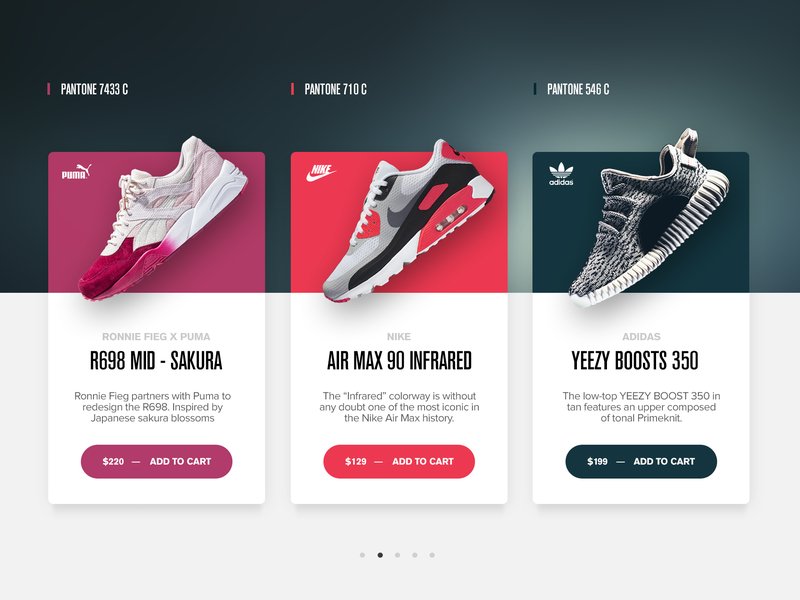 PANTONE 7433 C
PANTONE 710 C
PANTONE 546 C
PUMA
NIKE
adidas
RONNIE FIEG X PUMA
R698 MID - SAKURA
Ronnie Fieg partners with Puma to
redesign the R698. Inspired by
Japanese sakura blossoms
$220 — ADD TO CART
NIKE
AIR MAX 90 INFRARED
The “Infrared” colorway is without
any doubt one of the most iconic in
the Nike Air Max history.
$129 — ADD TO CART
ADIDAS
YEEZY BOOSTS 350
The low-top YEEZY BOOST 350 in
tan features an upper composed
of tonal Primeknit.
$199 — ADD TO CART